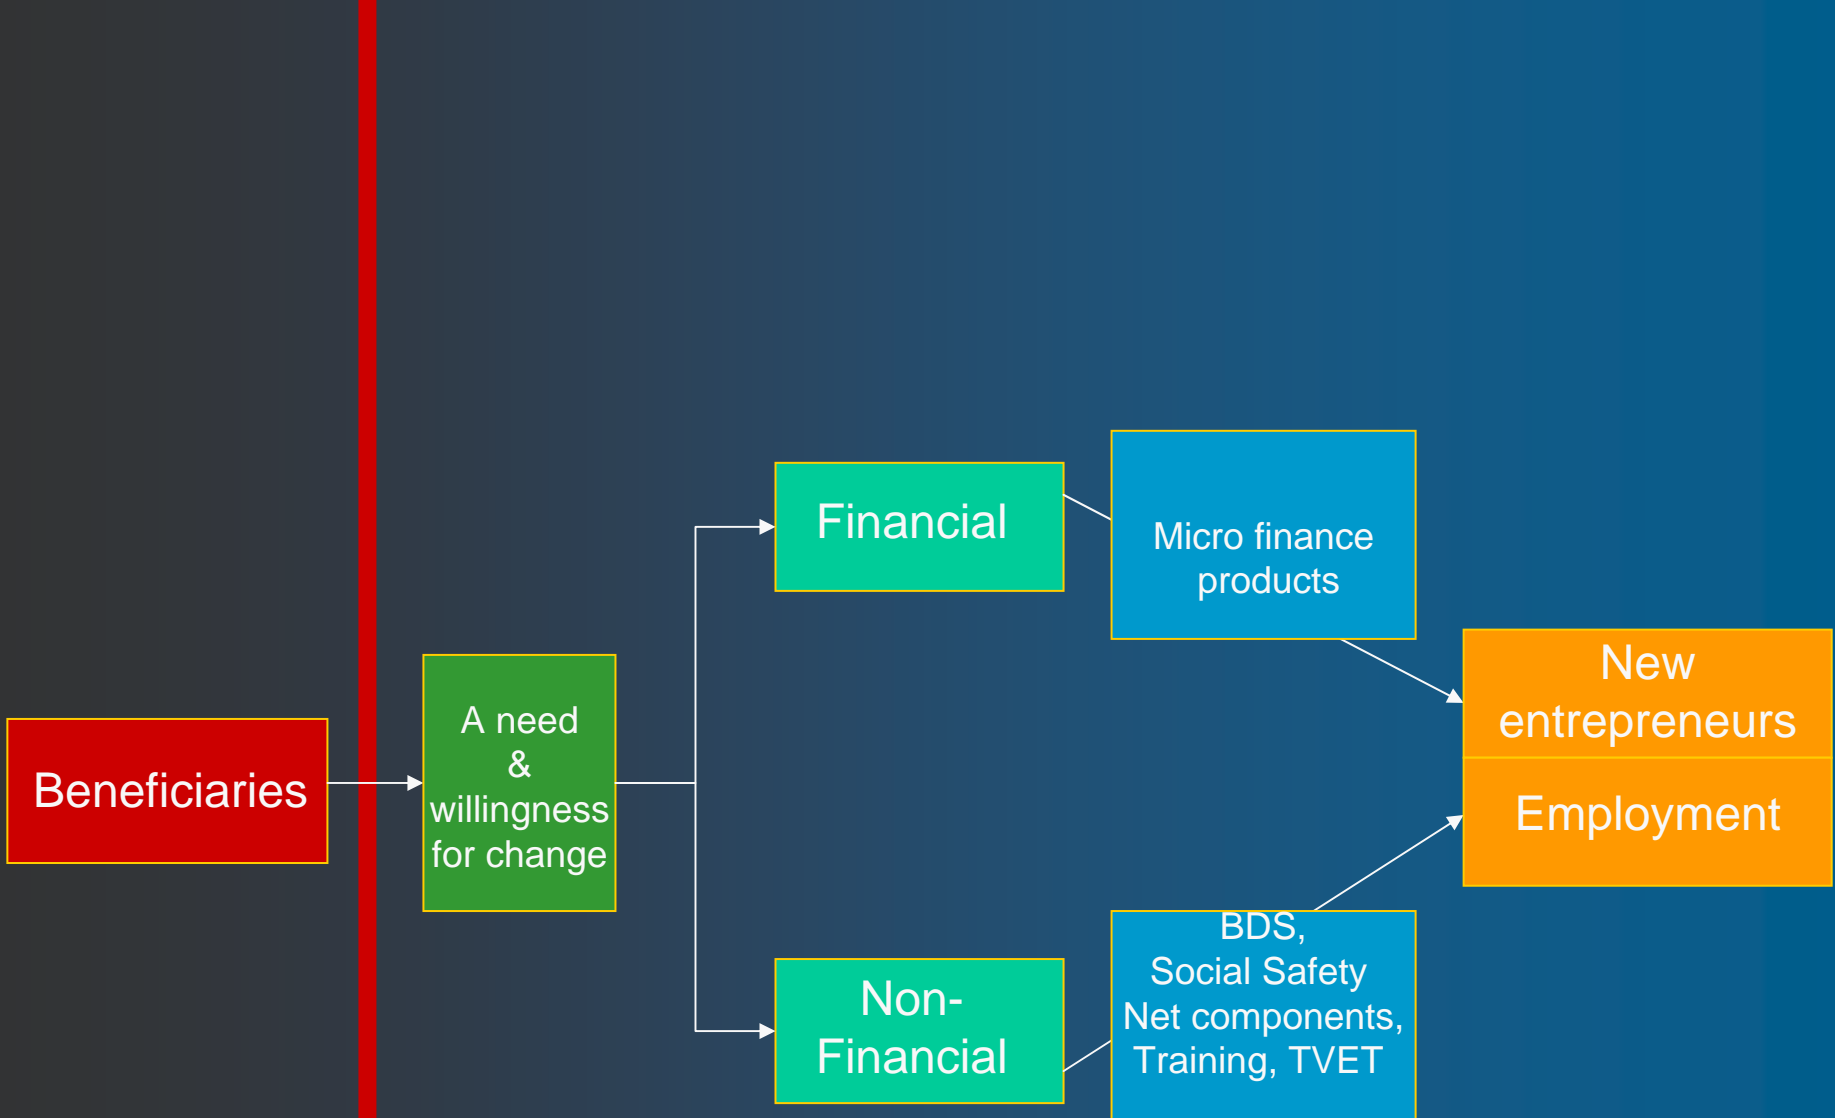 Beneficiaries
A need
&
willingness
for change
Financial
Micro finance
products
Non-
Financial
BDS,
Social Safety
Net components,
Training, TVET
New
entrepreneurs
Employment